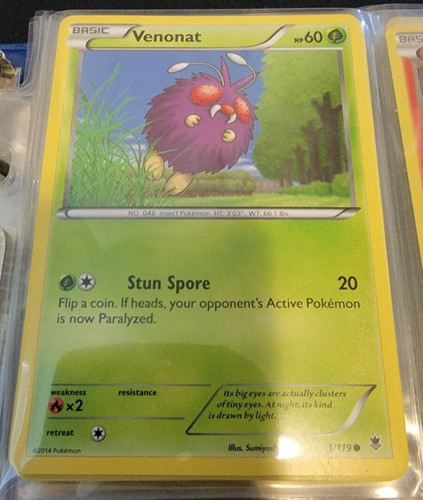 BASIC
Venonat
HP 60
NO. 048 Insect Pokémon HT: 3'03" WT: 66.1 lbs.
Stun Spore 20
Flip a coin. If heads, your opponent's Active Pokémon
is now Paralyzed.
weakness resistance
×2
retreat
Its big eyes are actually clusters
of tiny eyes. At night, its kind
is drawn by light.
©2014 Pokémon
Illus. 1/119